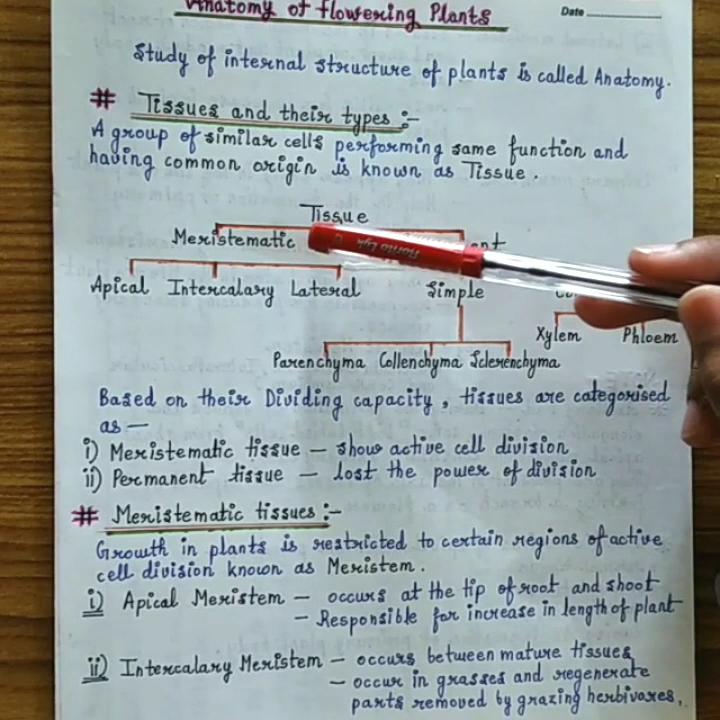 Anatomy of flowering Plants
Date
Study of internal structure of plants is called Anatomy.
# Tissues and their types :-
A group of similar cells performing same function and
having common origin is known as Tissue.
Tissue
Meristematic
Apical Intercalary Lateral Simple
Xylem Phloem
Parenchyma Collenchyma Sclerenchyma
Based on their Dividing capacity, tissues are categorised
as —
i) Meristematic tissue — show active cell division
ii) Permanent tissue — lost the power of division
# Meristematic tissues :-
Growth in plants is restricted to certain regions of active
cell division known as Meristem.
i) Apical Meristem — occurs at the tip of root and shoot
— Responsible for increase in length of plant
ii) Intercalary Meristem — occurs between mature tissues
— occur in grasses and regenerate
parts removed by grazing herbivores.